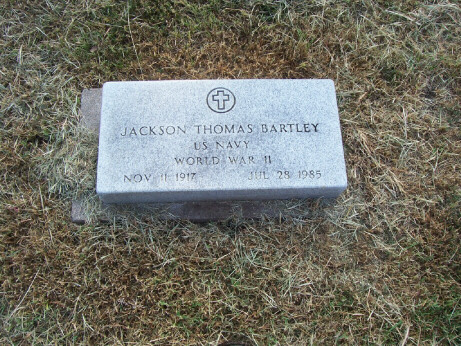 JACKSON THOMAS BARTLEY
US NAVY
WORLD WAR II
NOV 11 1917 JUL 28 1985